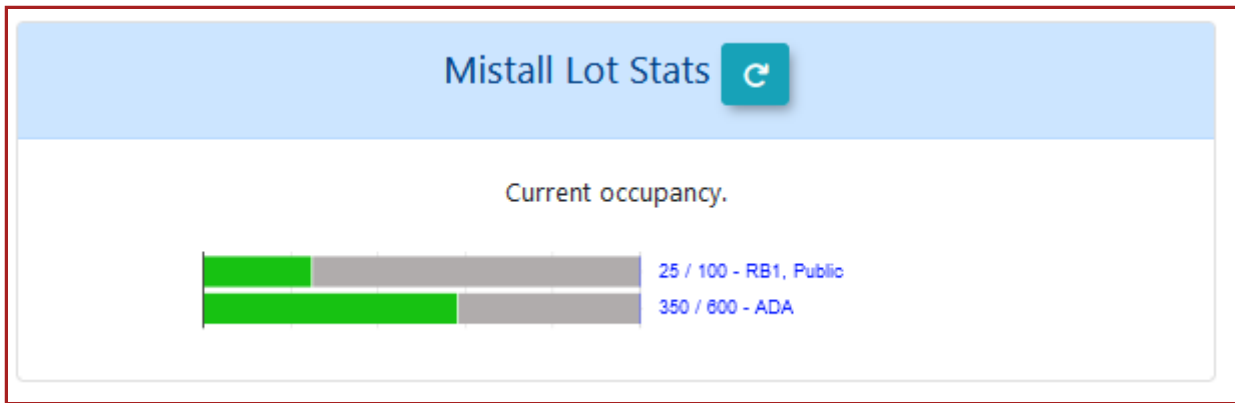 Mistall Lot Stats
Current occupancy.
25 / 100 - RB1, Public
350 / 600 - ADA